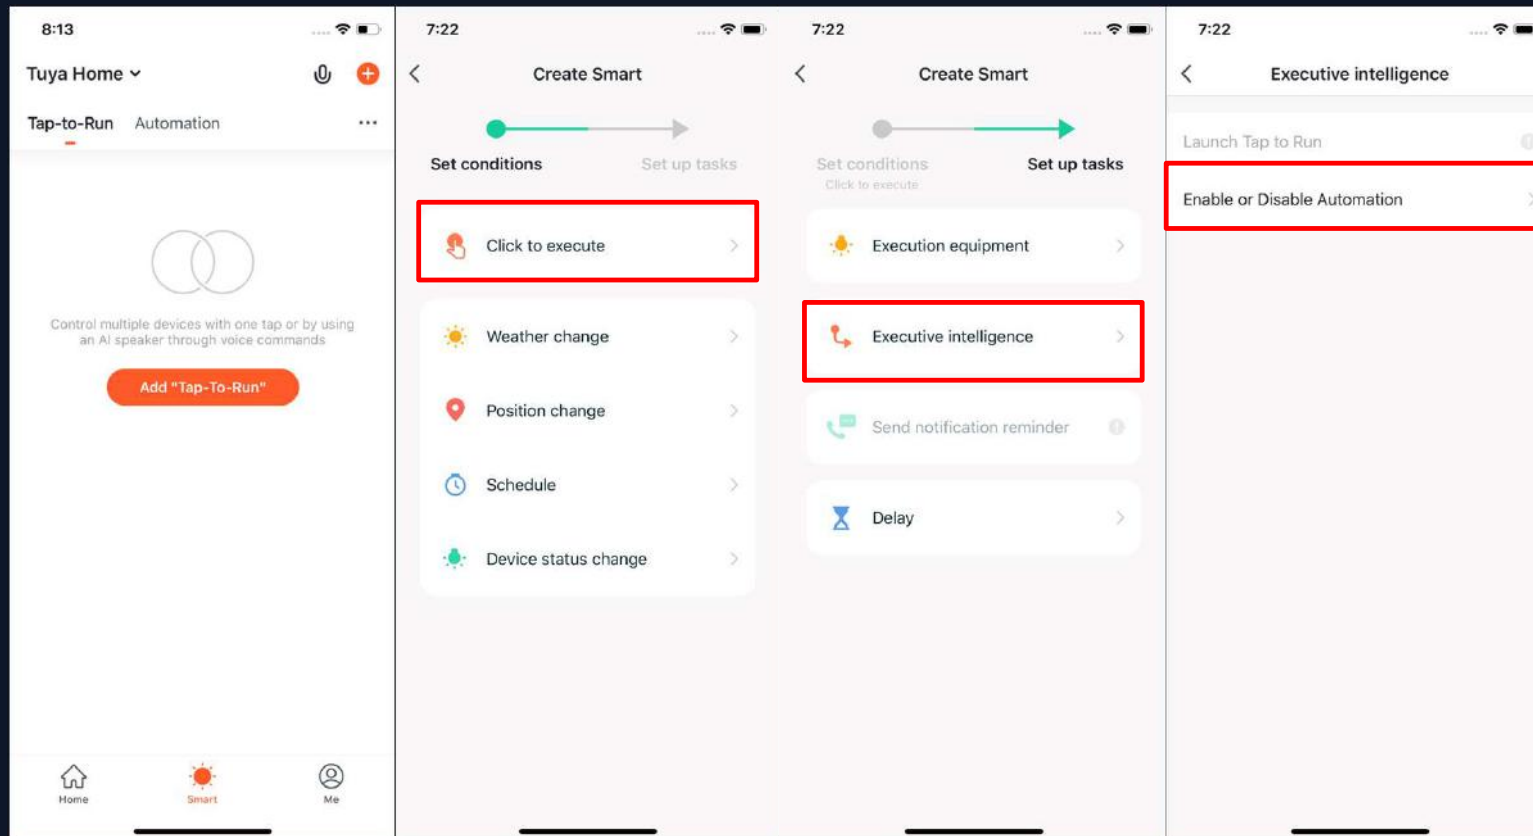 8:13
Tuya Home
Tap-to-Run Automation
Control multiple devices with one tap or by using
an AI speaker through voice commands
Add "Tap-To-Run"
Home
Smart
Me
7:22
Create Smart
Set conditions
Set up tasks
Click to execute
Weather change
Position change
Schedule
Device status change
7:22
Create Smart
Set conditions
Click to execute
Set up tasks
Execution equipment
Executive intelligence
Send notification reminder
Delay
7:22
Executive intelligence
Launch Tap to Run
Enable or Disable Automation